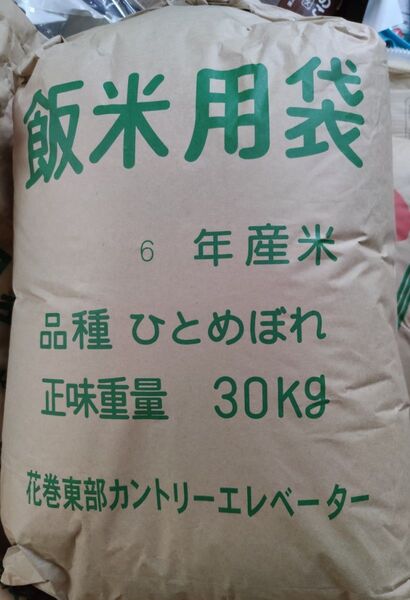 飯米用袋
6 年産米
品種 ひとめぼれ
正味重量 30Kg
花巻東部カントリーエレベーター